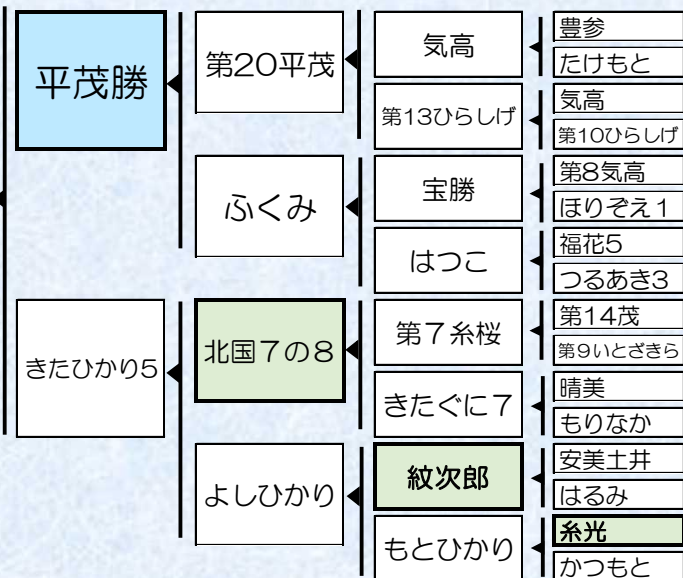 平茂勝
きたひかり5
第20平茂
ふくみ
北国７の８
よしひかり
気高
第13ひらしげ
宝勝
はつこ
第７糸桜
きたぐに７
紋次郎
もとひかり
豊参
たけもと
気高
第10ひらしげ
第8気高
ほりぞえ１
福花5
つるあき3
第14茂
第9いとざきら
晴美
もりなか
安美土井
はるみ
糸光
かつもと